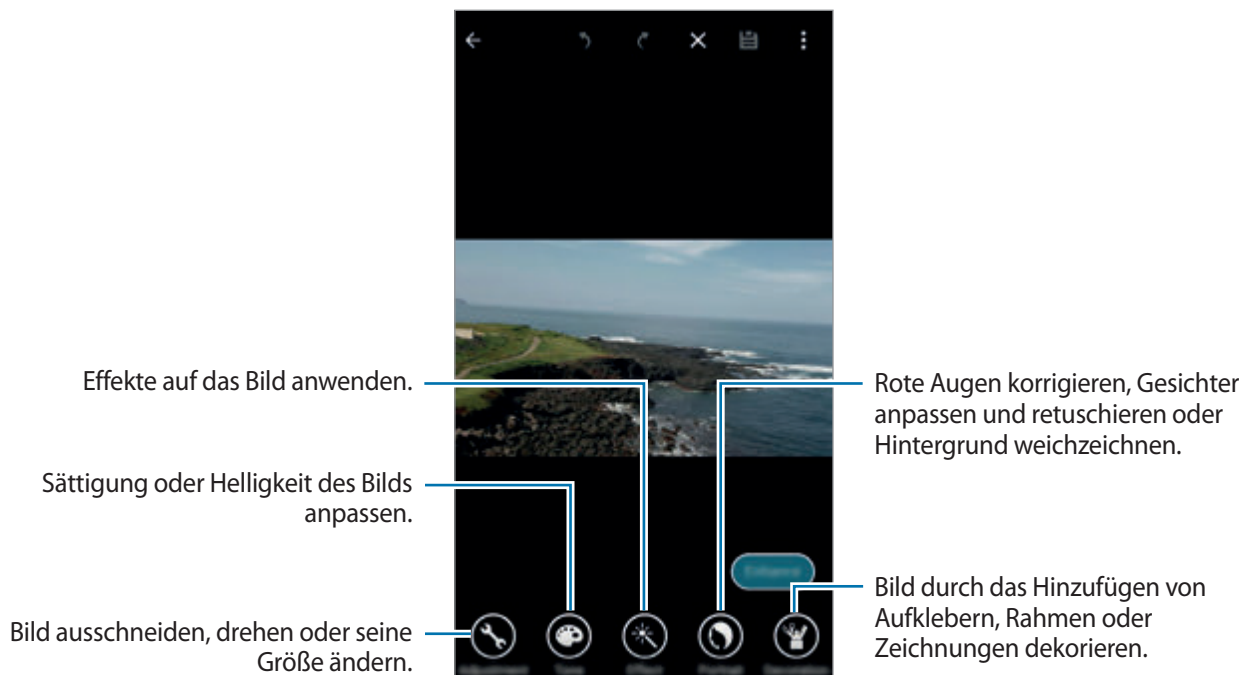 Effekte auf das Bild anwenden.
Sättigung oder Helligkeit des Bilds
anpassen.
Bild ausschneiden, drehen oder seine
Größe ändern.
Rote Augen korrigieren, Gesichter
anpassen und retuschieren oder
Hintergrund weichzeichnen.
Bild durch das Hinzufügen von
Aufklebern, Rahmen oder
Zeichnungen dekorieren.